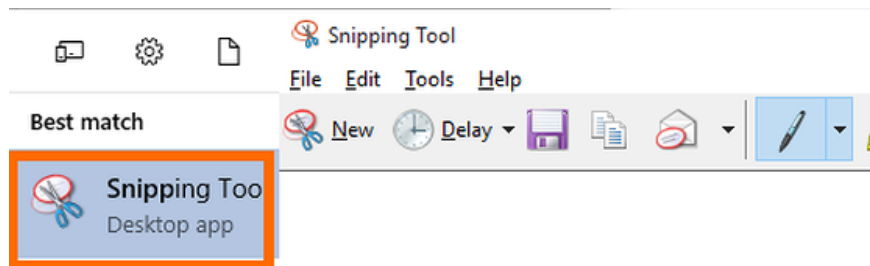 Snipping Tool
File Edit Tools Help
Best match
New Delay
Snipping Too
Desktop app